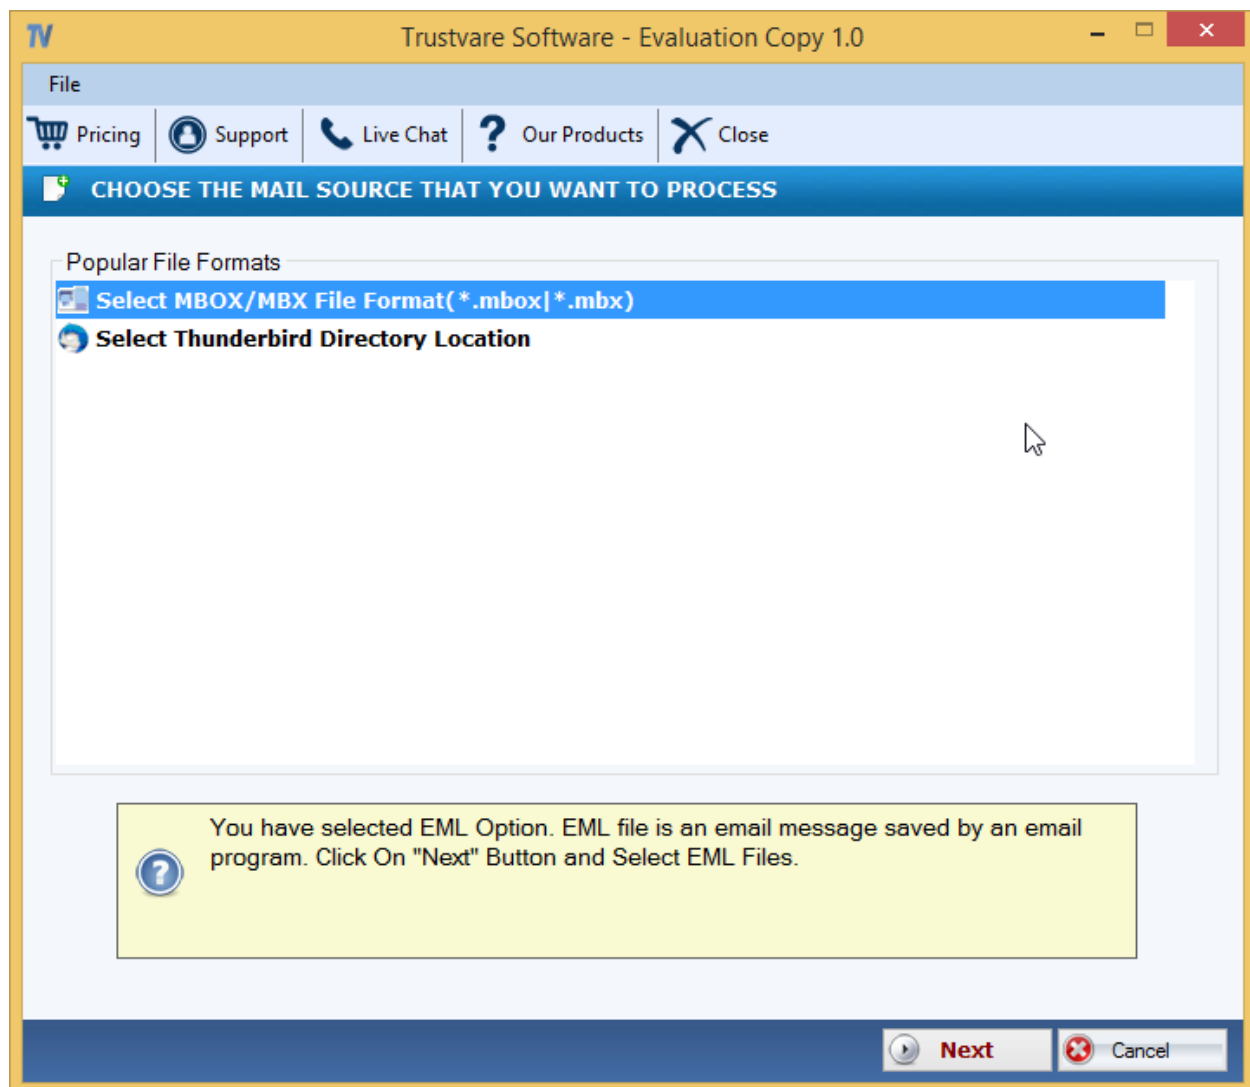 TV
Trustvare Software - Evaluation Copy 1.0
File
Pricing Support Live Chat ? Our Products Close
CHOOSE THE MAIL SOURCE THAT YOU WANT TO PROCESS
Popular File Formats
Select MBOX/MBX File Format(*.mbox|*.mbx)
Select Thunderbird Directory Location
You have selected EML Option. EML file is an email message saved by an email
program. Click On "Next" Button and Select EML Files.
Next Cancel